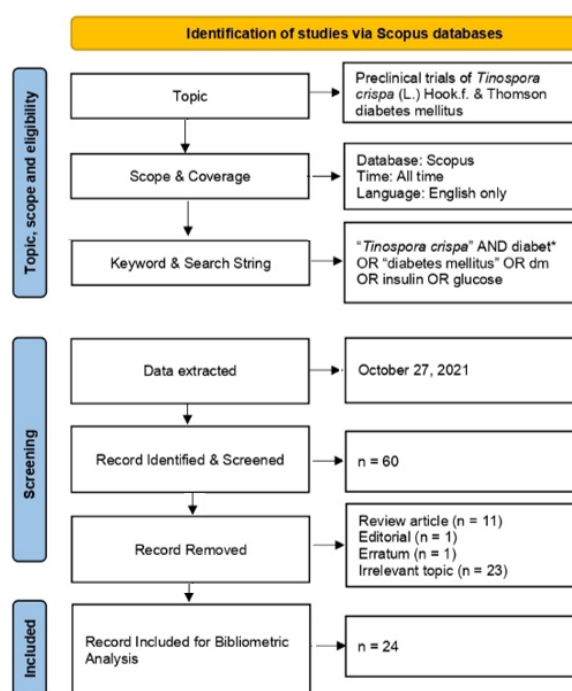 Identification of studies via Scopus databases
Topic, scope and eligibility
Topic
Preclinical trials of Tinospora
crispa (L.) Hook.f. & Thomson
diabetes mellitus
Scope & Coverage
Database: Scopus
Time: All time
Language: English only
Keyword & Search String
“Tinospora crispa” AND diabet*
OR “diabetes mellitus” OR dm
OR insulin OR glucose
Screening
Data extracted
October 27, 2021
Record Identified & Screened
n = 60
Record Removed
Review article (n = 11)
Editorial (n = 1)
Erratum (n = 1)
Irrelevant topic (n = 23)
Included
Record Included for Bibliometric
Analysis
n = 24